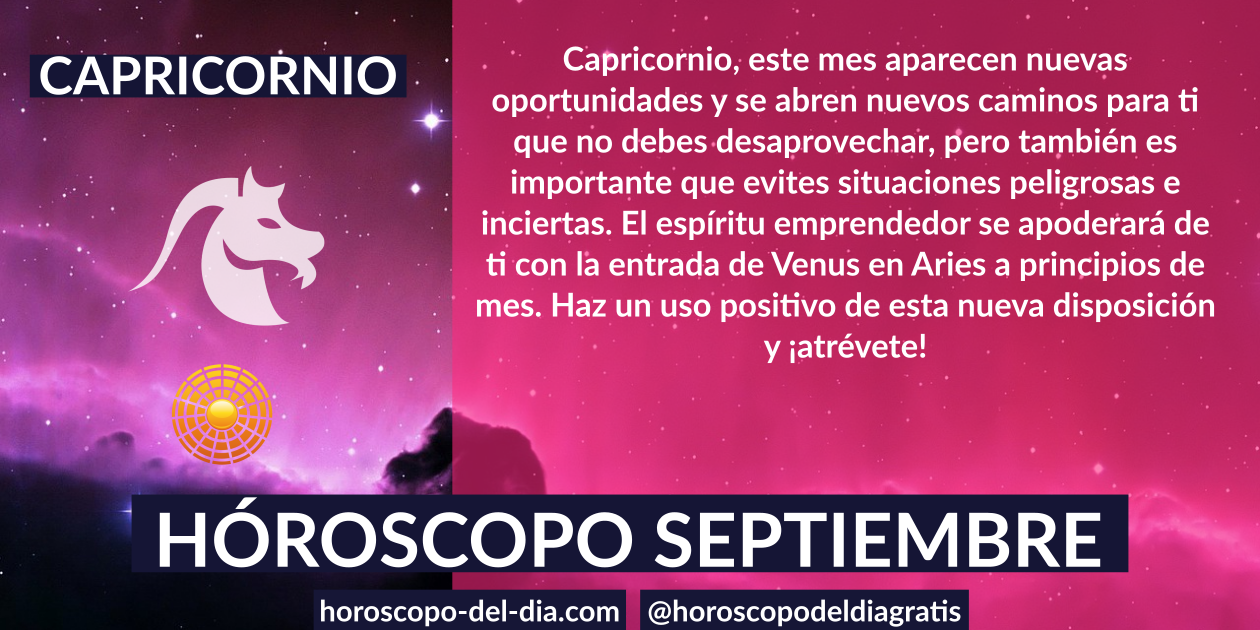 CAPRICORNIO
Capricornio, este mes aparecen nuevas
oportunidades y se abren nuevos caminos para ti
que no debes desaprovechar, pero también es
importante que evites situaciones peligrosas e
inciertas. El espíritu emprendedor se apoderará de
ti con la entrada de Venus en Aries a principios de
mes. Haz un uso positivo de esta nueva disposición
y ¡atrévete!
HÓROSCOPO SEPTIEMBRE
horoscopo-del-dia.com
@horoscopodeldiagratis